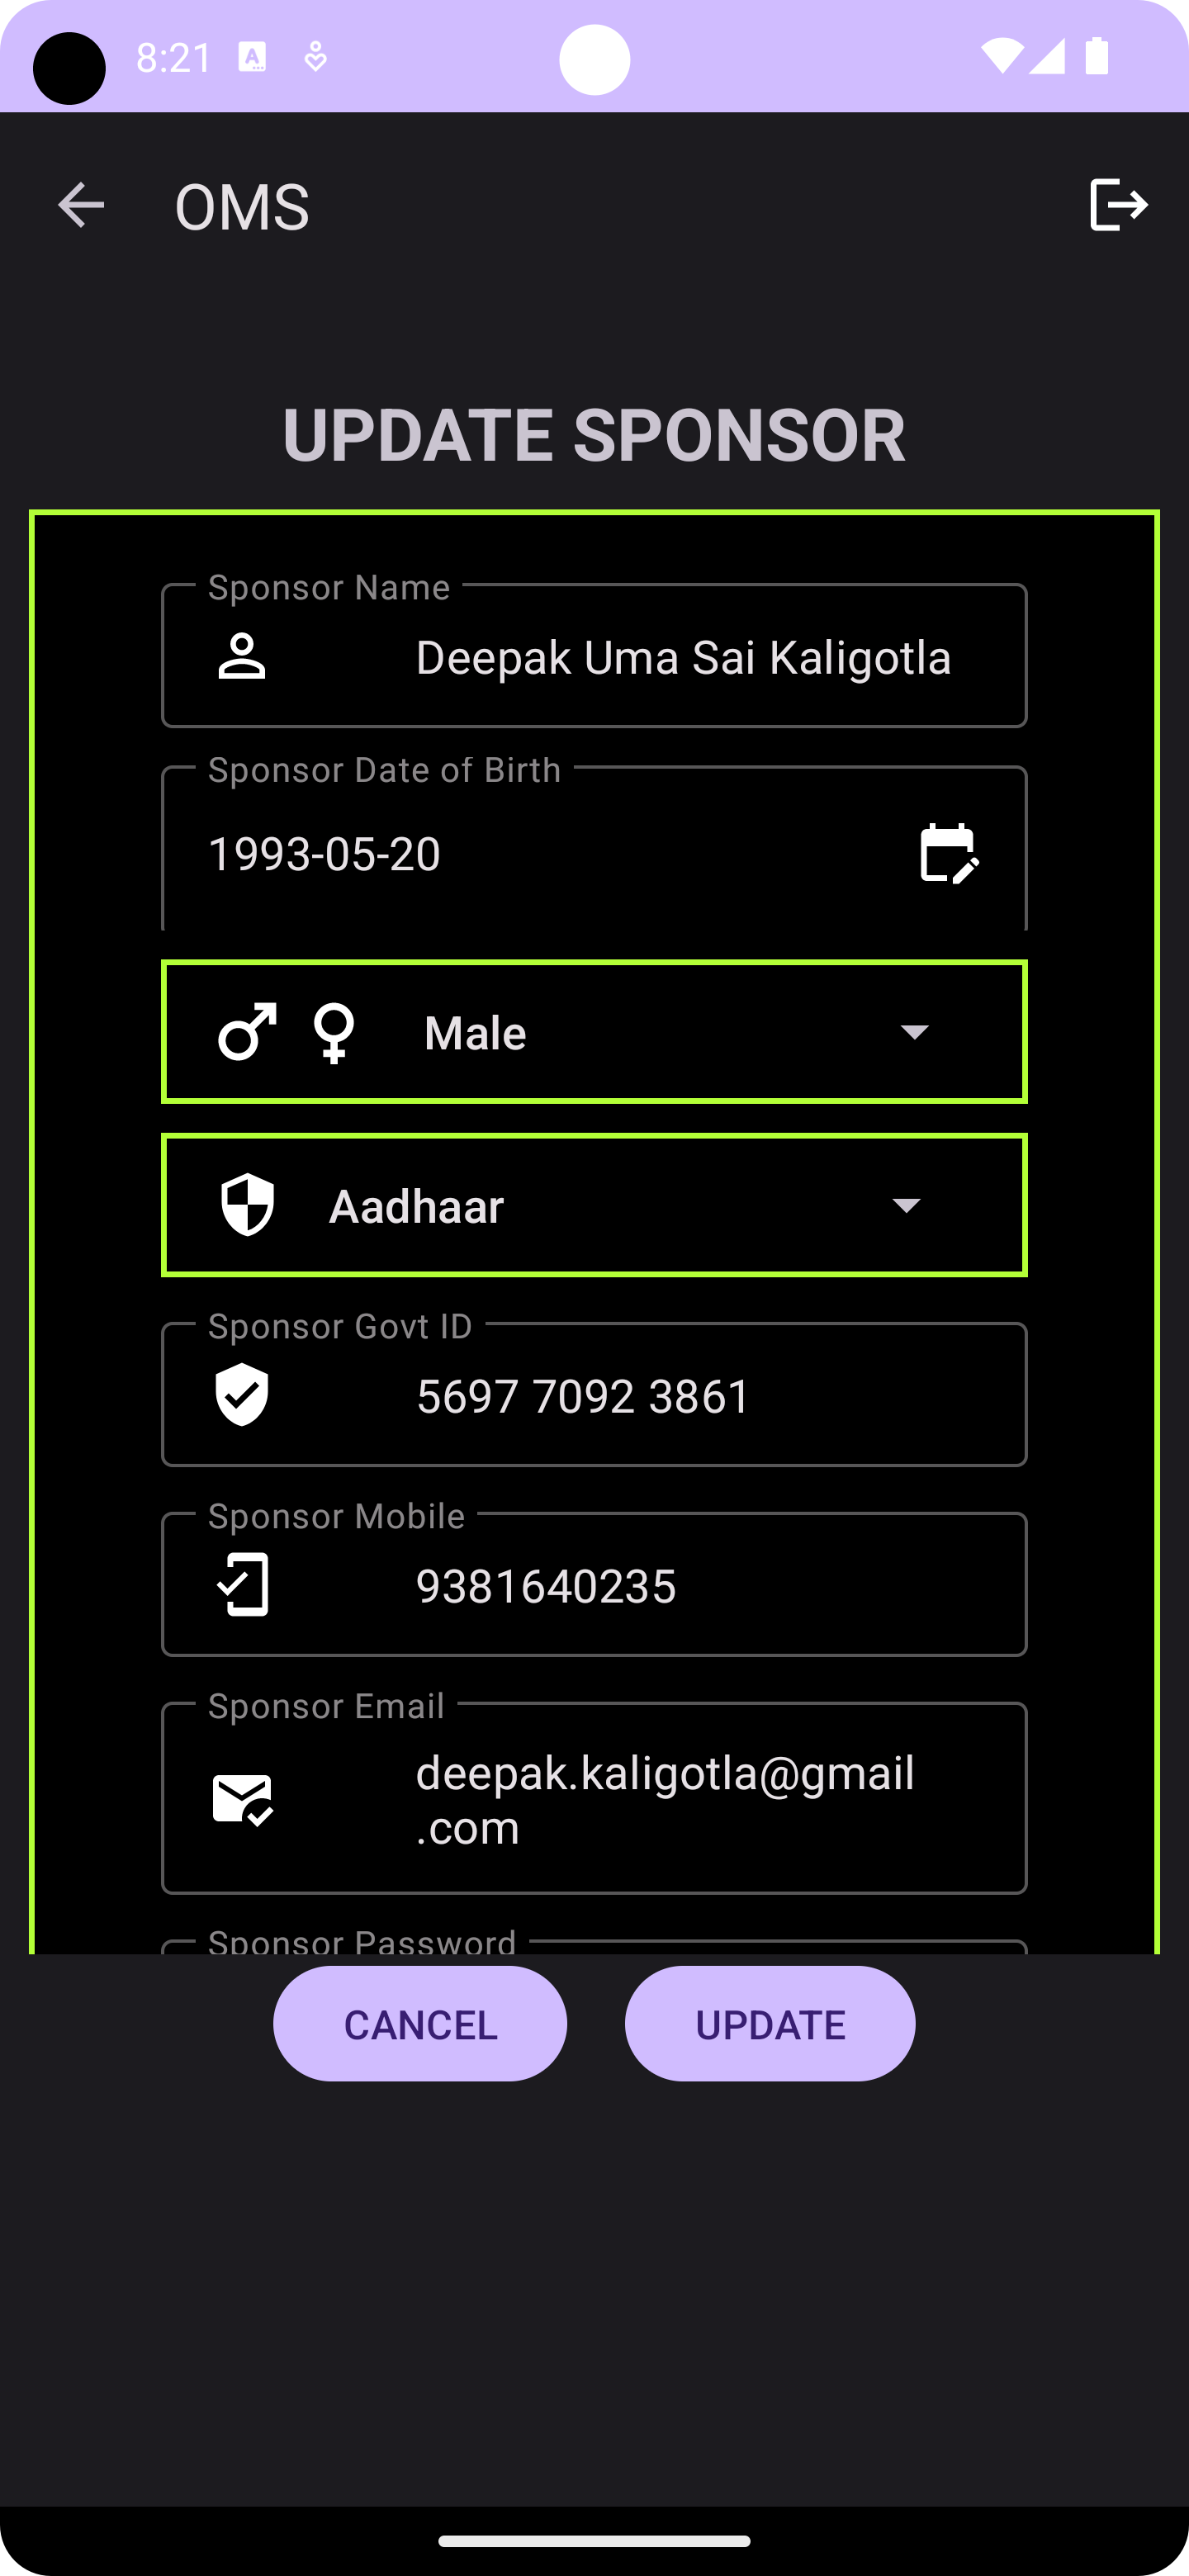 8:21
OMS
UPDATE SPONSOR
Sponsor Name
Deepak Uma Sai Kaligotla
Sponsor Date of Birth
1993-05-20
Male
Aadhaar
Sponsor Govt ID
5697 7092 3861
Sponsor Mobile
9381640235
Sponsor Email
deepak.kaligotla@gmail
.com
Sponsor Password
CANCEL UPDATE